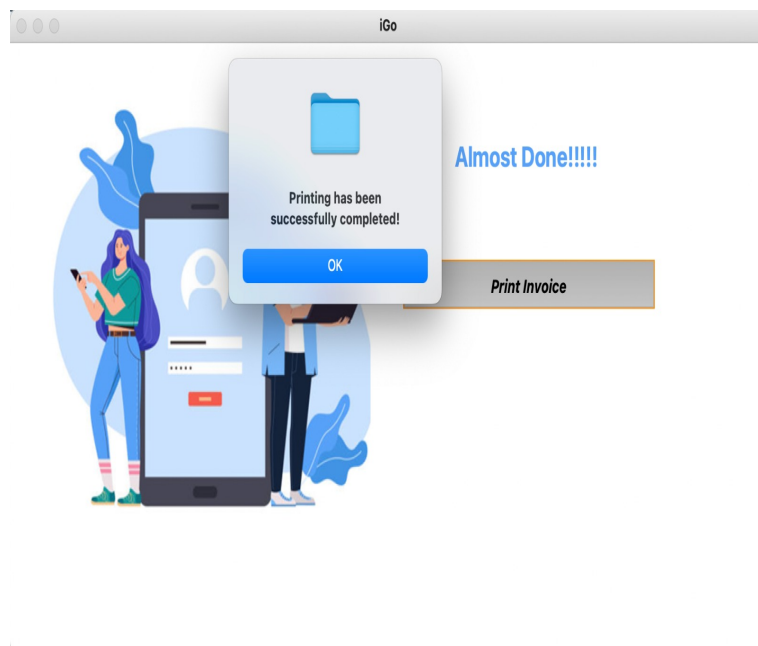 iGo
Printing has been
successfully completed!
OK
Almost Done!!!!!
Print Invoice